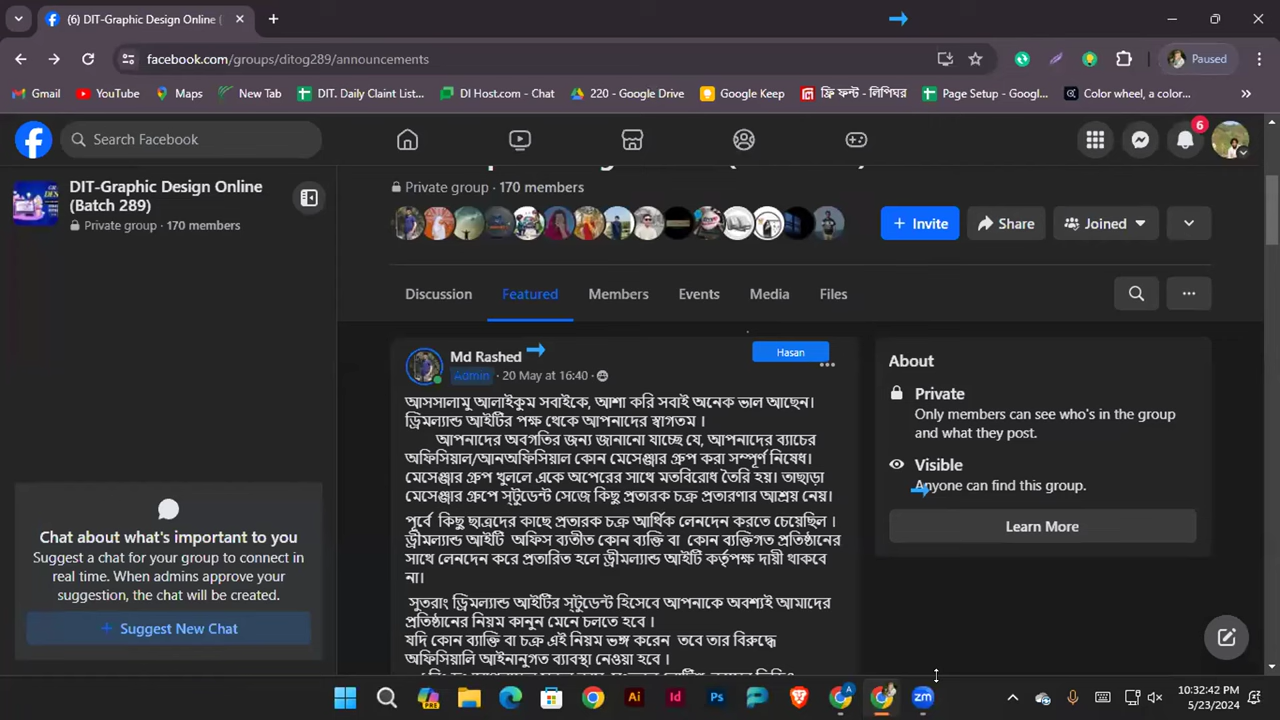 (6) DIT-Graphic Design Online (
facebook.com/groups/ditog289/announcements
Paused
Gmail
YouTube
Maps
New Tab
DIT. Daily Claint List...
DI Host.com - Chat
220 - Google Drive
Google Keep
ফ্রি ফন্ট - লিপিঘর
Page Setup - Googl...
Color wheel, a color...
Search Facebook
6
DIT-Graphic Design Online
(Batch 289)
Private group · 170 members
Private group · 170 members
+ Invite
Share
Joined
Discussion
Featured
Members
Events
Media
Files
Md Rashed
Hasan
Admin · 20 May at 16:40 ·
আসসালামু আলাইকুম সবাইকে, আশা করি সবাই অনেক ভাল আছেন।
ড্রিমল্যান্ড আইটির পক্ষ থেকে আপনাদের স্বাগতম ।
আপনাদের অবগতির জন্য জানানো যাচ্ছে যে, আপনাদের ব্যাচের
অফিসিয়াল/আনঅফিসিয়াল কোন মেসেঞ্জার গ্রুপ করা সম্পূর্ণ নিষেধ।
মেসেঞ্জার গ্রুপ খুললে একে অপেরের সাথে মতবিরোধ তৈরি হয়। তাছাড়া
মেসেঞ্জার গ্রুপে স্টুডেন্ট সেজে কিছু প্রতারক চক্র প্রতারণার আশ্রয় নেয়।
পূর্বে কিছু ছাত্রদের কাছে প্রতারক চক্র আর্থিক লেনদেন করতে চেয়েছিল ।
ড্রীমল্যান্ড আইটি অফিস ব্যতীত কোন ব্যক্তি বা কোন ব্যক্তিগত প্রতিষ্ঠানের
সাথে লেনদেন করে প্রতারিত হলে ড্রীমল্যান্ড আইটি কর্তৃপক্ষ দায়ী থাকবে
না।
সুতরাং ড্রিমল্যান্ড আইটির স্টুডেন্ট হিসেবে আপনাকে অবশ্যই আমাদের
প্রতিষ্ঠানের নিয়ম কানুন মেনে চলতে হবে ।
যদি কোন ব্যাক্তি বা চক্র এই নিয়ম ভঙ্গ করেন তবে তার বিরুদ্ধে
অফিসিয়ালি আইনানুগত ব্যাবস্থা নেওয়া হবে ।
About
Private
Only members can see who's in the group
and what they post.
Visible
Anyone can find this group.
Learn More
Chat about what's important to you
Suggest a chat for your group to connect in
real time. When admins approve your
suggestion, the chat will be created.
+ Suggest New Chat
PRE
Ai
Id
Ps
A
zm
10:32:42 PM
5/23/2024